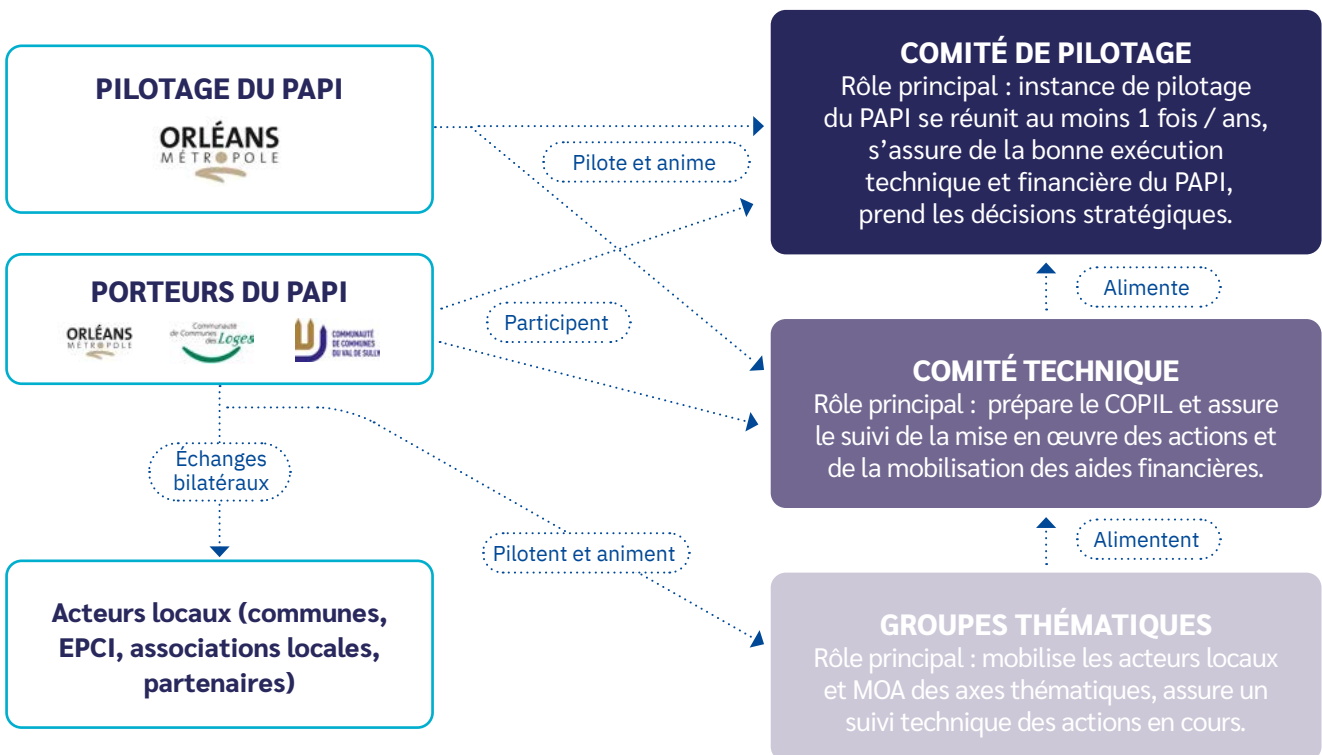 PILOTAGE DU PAPI
ORLÉANS
MÉTROPOLE
PORTEURS DU PAPI
ORLÉANS
MÉTROPOLE
Communauté
de Communes
des Loges
COMMUNAUTÉ
DE COMMUNES
DU VAL DE SULLY
Échanges
bilatéraux
Acteurs locaux (communes,
EPCI, associations locales,
partenaires)
Pilote et anime
Participent
Pilotent et animent
COMITÉ DE PILOTAGE
Rôle principal : instance de pilotage
du PAPI se réunit au moins 1 fois / ans,
s’assure de la bonne exécution
technique et financière du PAPI,
prend les décisions stratégiques.
Alimente
COMITÉ TECHNIQUE
Rôle principal : prépare le COPIL et assure
le suivi de la mise en œuvre des actions et
de la mobilisation des aides financières.
Alimentent
GROUPES THÉMATIQUES
Rôle principal : mobilise les acteurs locaux
et MOA des axes thématiques, assure un
suivi technique des actions en cours.